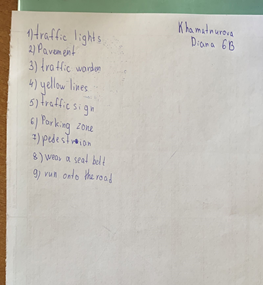 Khamatnurova
Diana 6B
1) traffic lights
2) Pavement
3) traffic warden
4) yellow lines
5) traffic sign
6) Parking zone
7) pedestrian
8) wear a seat belt
9) run onto the road